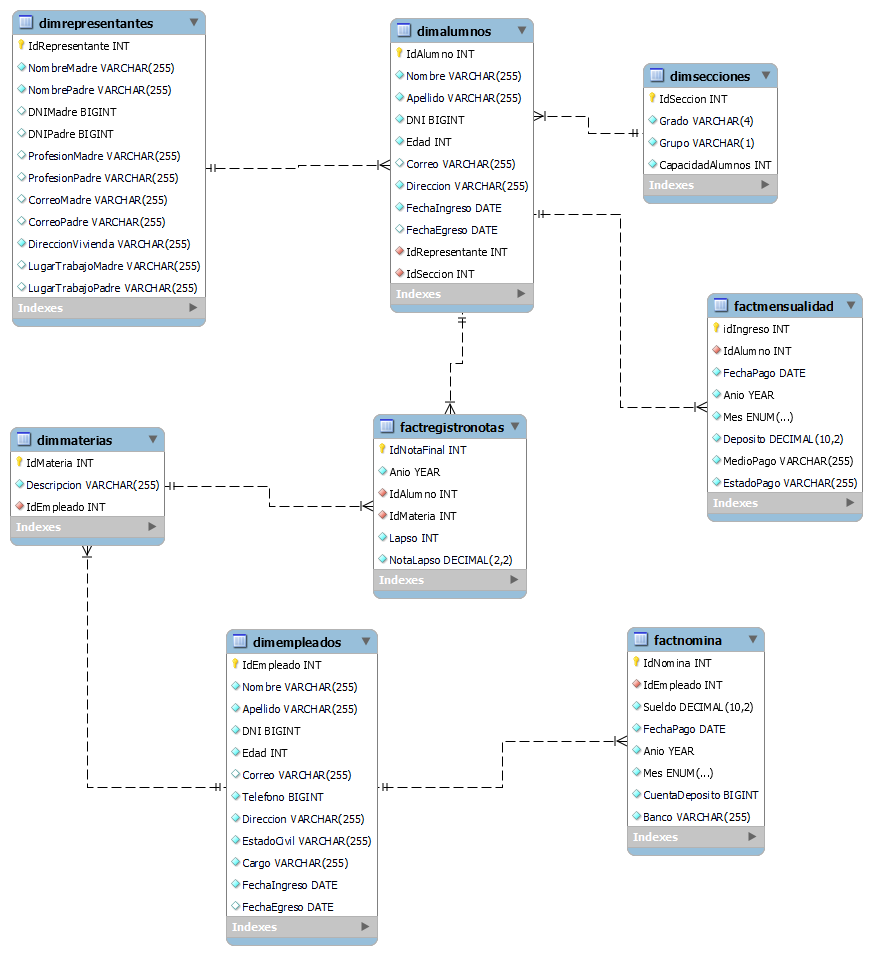 dimrepresentantes
IdRepresentante INT
NombreMadre VARCHAR(255)
NombrePadre VARCHAR(255)
DNIMadre BIGINT
DNIPadre BIGINT
ProfesionMadre VARCHAR(255)
ProfesionPadre VARCHAR(255)
CorreoMadre VARCHAR(255)
CorreoPadre VARCHAR(255)
DireccionVivienda VARCHAR(255)
LugarTrabajoMadre VARCHAR(255)
LugarTrabajoPadre VARCHAR(255)
Indexes
dimalumnos
IdAlumno INT
Nombre VARCHAR(255)
Apellido VARCHAR(255)
DNI BIGINT
Edad INT
Correo VARCHAR(255)
Direccion VARCHAR(255)
FechaIngreso DATE
FechaEgreso DATE
IdRepresentante INT
IdSeccion INT
Indexes
dimsecciones
IdSeccion INT
Grado VARCHAR(4)
Grupo VARCHAR(1)
CapacidadAlumnos INT
Indexes
factmensualidad
idIngreso INT
IdAlumno INT
FechaPago DATE
Anio YEAR
Mes ENUM(...)
Deposito DECIMAL(10,2)
MedioPago VARCHAR(255)
EstadoPago VARCHAR(255)
Indexes
dimmaterias
IdMateria INT
Descripcion VARCHAR(255)
IdEmpleado INT
Indexes
factregistronotas
IdNotaFinal INT
Anio YEAR
IdAlumno INT
IdMateria INT
Lapso INT
NotaLapso DECIMAL(2,2)
Indexes
dimempleados
IdEmpleado INT
Nombre VARCHAR(255)
Apellido VARCHAR(255)
DNI BIGINT
Edad INT
Correo VARCHAR(255)
Telefono BIGINT
Direccion VARCHAR(255)
EstadoCivil VARCHAR(255)
Cargo VARCHAR(255)
FechaIngreso DATE
FechaEgreso DATE
Indexes
factnomina
IdNomina INT
IdEmpleado INT
Sueldo DECIMAL(10,2)
FechaPago DATE
Anio YEAR
Mes ENUM(...)
CuentaDeposito BIGINT
Banco VARCHAR(255)
Indexes